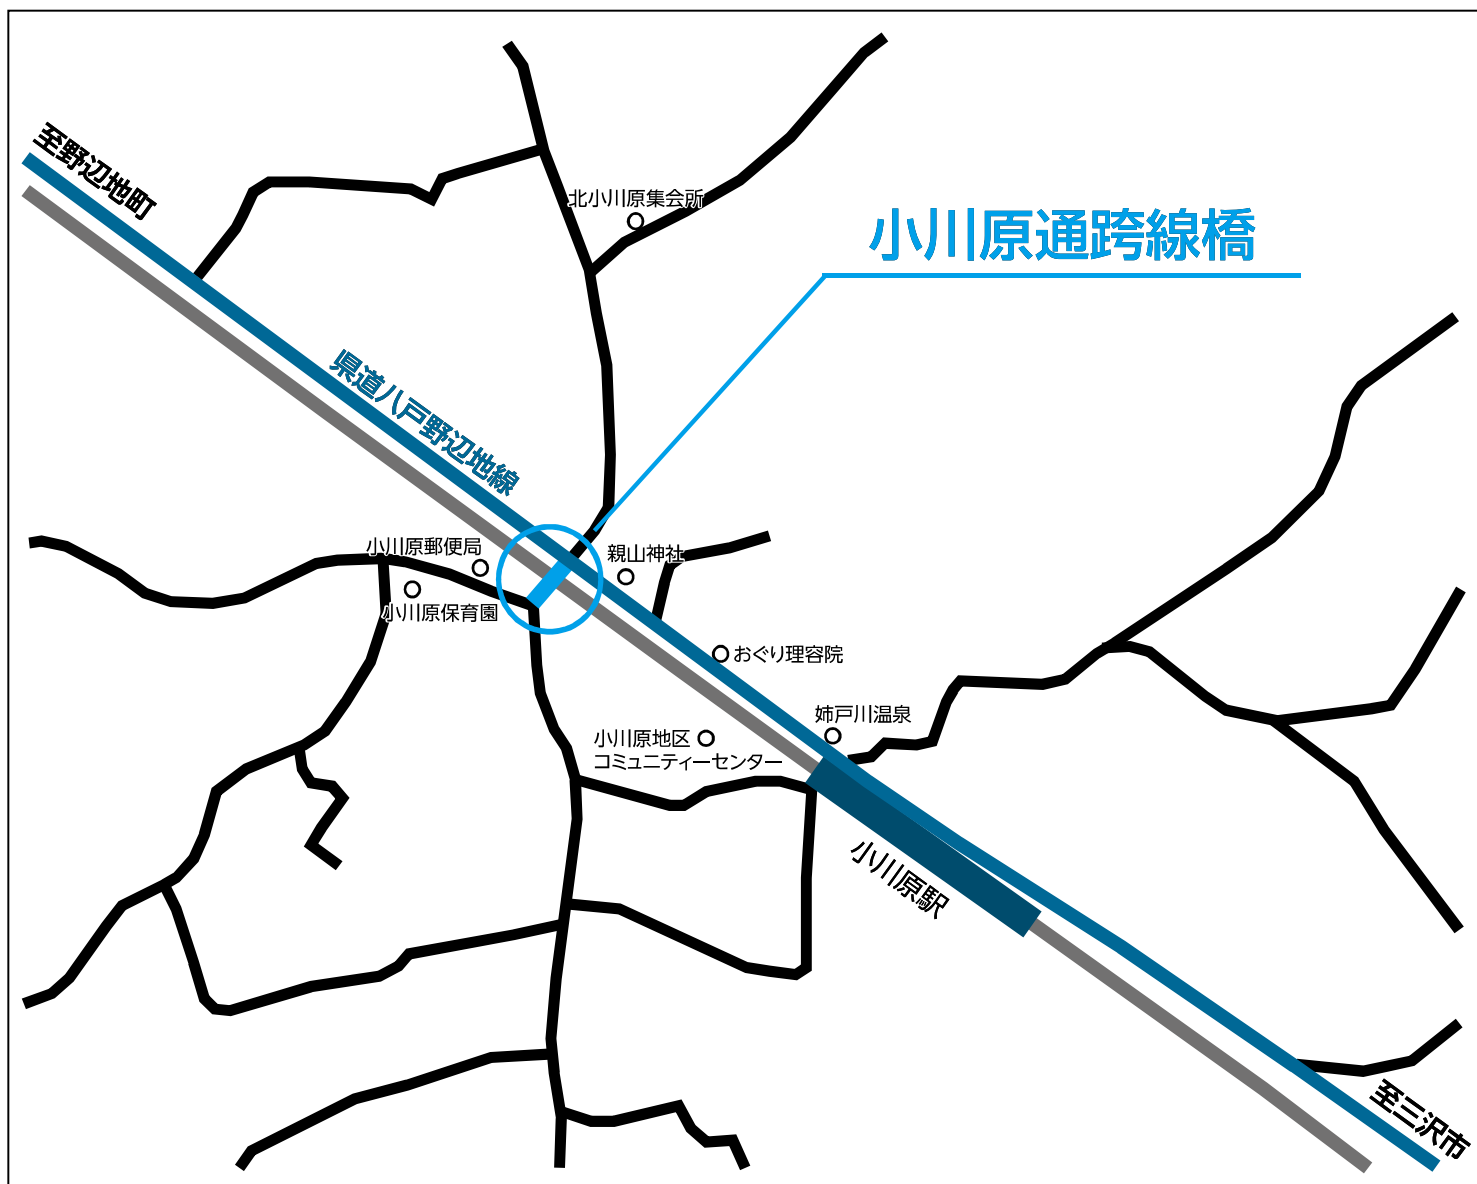 至野辺地町
北小川原集会所
小川原通跨線橋
県道八戸野辺地線
小川原郵便局
親山神社
小川原保育園
おぐり理容院
姉戸川温泉
小川原地区
コミュニティーセンター
小川原駅
至三沢市